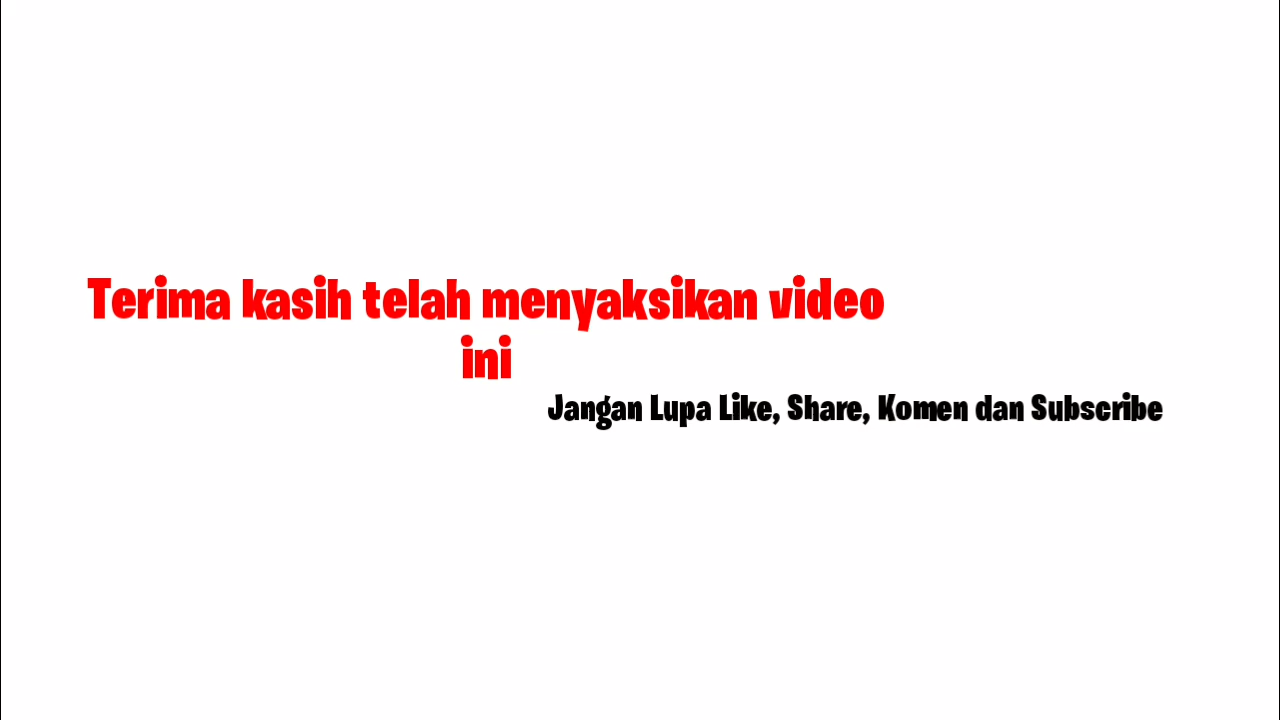 Terima kasih telah menyaksikan video
ini
Jangan Lupa Like, Share, Komen dan Subscribe